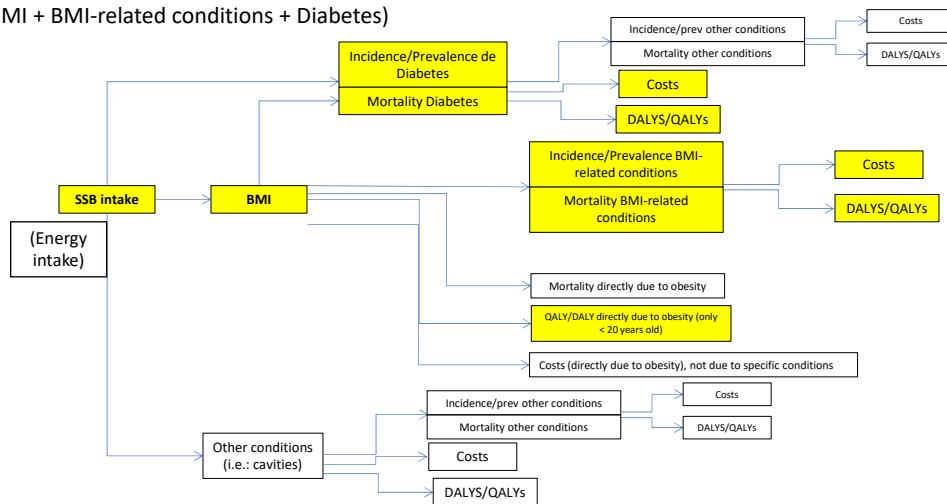 MI + BMI-related conditions + Diabetes)
Incidence/prev other conditions
Mortality other conditions
Costs
DALYS/QALYs
Incidence/Prevalence de
Diabetes
Mortality Diabetes
Costs
DALYS/QALYs
Incidence/Prevalence BMI-
related conditions
Mortality BMI-related
conditions
Costs
DALYS/QALYs
SSB intake
BMI
(Energy
intake)
Mortality directly due to obesity
QALY/DALY directly due to obesity (only
< 20 years old)
Costs (directly due to obesity), not due to specific conditions
Incidence/prev other conditions
Mortality other conditions
Costs
DALYS/QALYs
Other conditions
(i.e.: cavities)
Costs
DALYS/QALYs